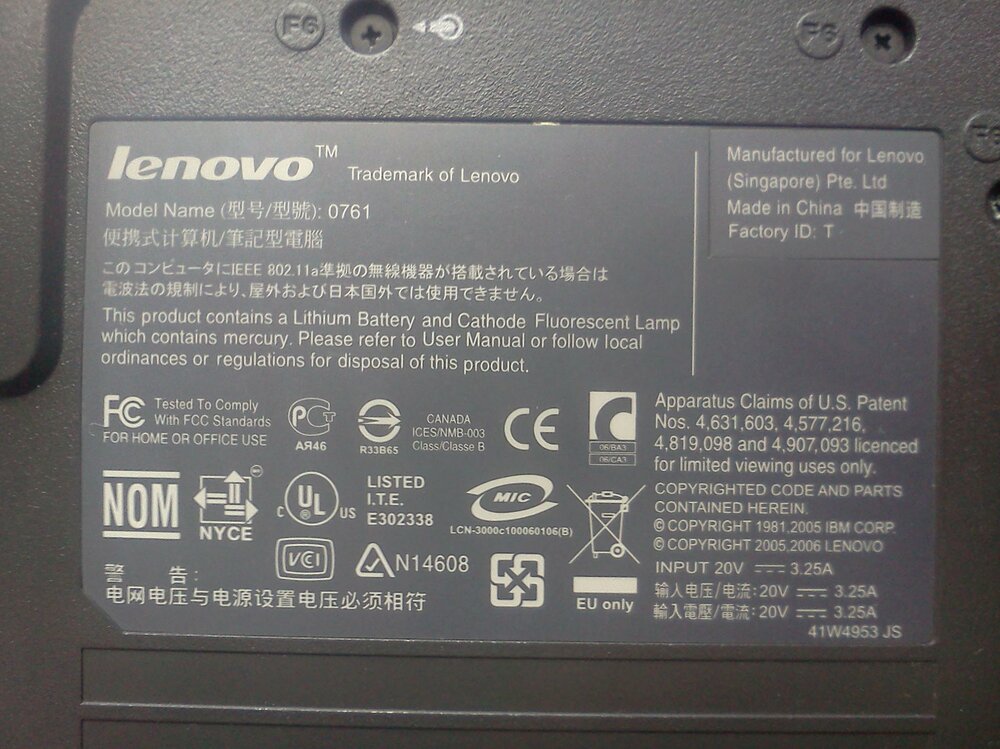 F6
F6
F6
lenovo™ Trademark of Lenovo
Model Name (型号/型號): 0761
便携式计算机/筆記型電腦
このコンピュータにIEEE 802.11a準拠の無線機器が搭載されている場合は
電波法の規制により、屋外および日本国外では使用できません。
This product contains a Lithium Battery and Cathode Fluorescent Lamp
which contains mercury. Please refer to User Manual or follow local
ordinances or regulations for disposal of this product.
Manufactured for Lenovo
(Singapore) Pte. Ltd
Made in China 中国制造
Factory ID: T
FC Tested To Comply
With FCC Standards
FOR HOME OR OFFICE USE
РСТ
АЯ46
R33B65
CANADA
ICES/NMB-003
Class/Classe B
CE
06/BA3
06/CA3
Apparatus Claims of U.S. Patent
Nos. 4,631,603, 4,577,216,
4,819,098 and 4,907,093 licenced
for limited viewing uses only.
NOM
NYCE
C UL ® US
LISTED
I.T.E.
E302338
MIC
LCN-3000c100060106(B)
COPYRIGHTED CODE AND PARTS
CONTAINED HEREIN.
© COPYRIGHT 1981,2005 IBM CORP.
© COPYRIGHT 2005,2006 LENOVO
VCI
N14608
EU only
INPUT 20V ⎓ 3.25A
输入电压/电流: 20V ⎓ 3.25A
輸入電壓/電流: 20V ⎓ 3.25A
41W4953 JS
警 告:
电网电压与电源设置电压必须相符